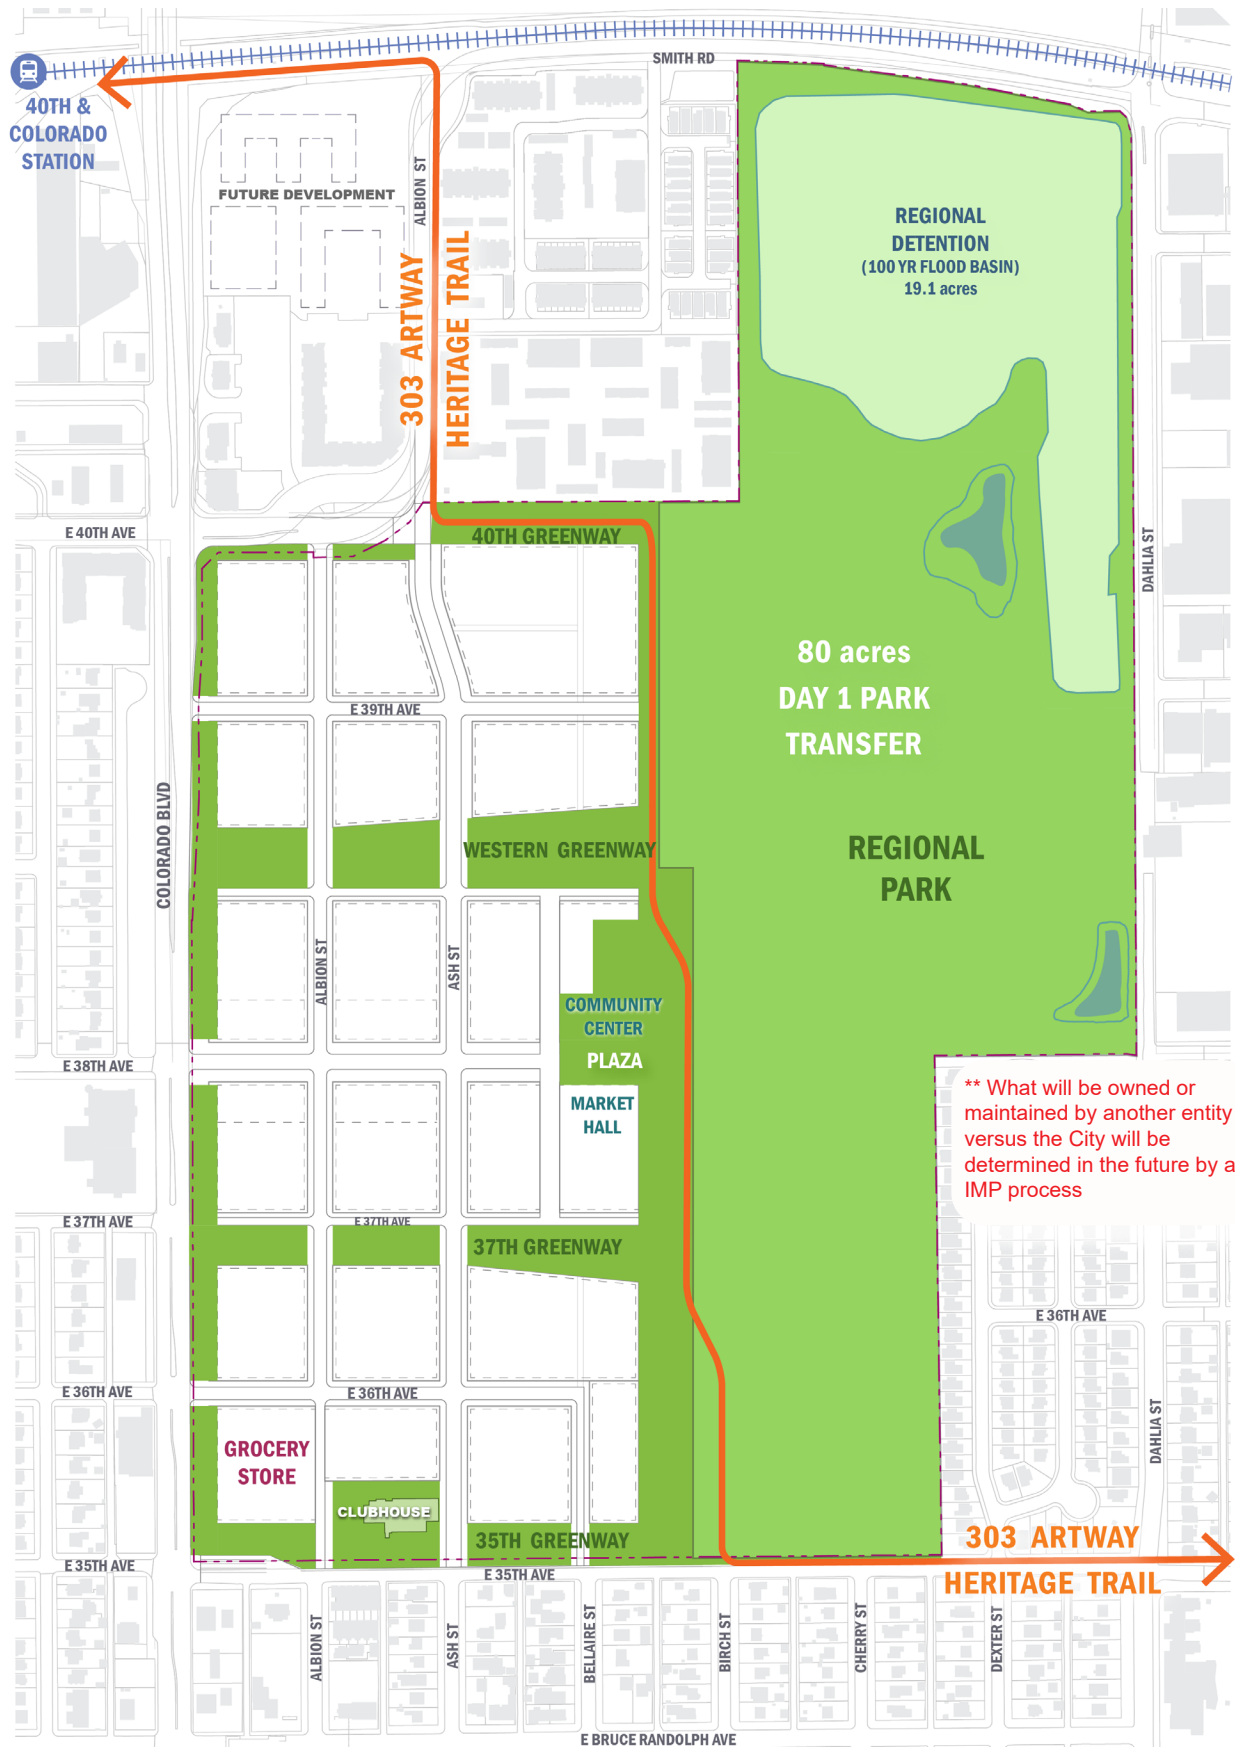 SMITH RD
40TH &
COLORADO
STATION
ALBION ST
FUTURE DEVELOPMENT
303 ARTWAY
HERITAGE TRAIL
REGIONAL
DETENTION
(100 YR FLOOD BASIN)
19.1 acres
E 40TH AVE
40TH GREENWAY
DAHLIA ST
80 acres
DAY 1 PARK
TRANSFER
E 39TH AVE
COLORADO BLVD
WESTERN GREENWAY
REGIONAL
PARK
ALBION ST
ASH ST
COMMUNITY
CENTER
PLAZA
E 38TH AVE
MARKET
HALL
** What will be owned or
maintained by another entity
versus the City will be
determined in the future by a
IMP process
E 37TH AVE
E 37TH AVE
37TH GREENWAY
E 36TH AVE
E 36TH AVE
E 36TH AVE
DAHLIA ST
GROCERY
STORE
CLUBHOUSE
35TH GREENWAY
303 ARTWAY
HERITAGE TRAIL
E 35TH AVE
E 35TH AVE
ALBION ST
ASH ST
BELLAIRE ST
BIRCH ST
CHERRY ST
DEXTER ST
E BRUCE RANDOLPH AVE